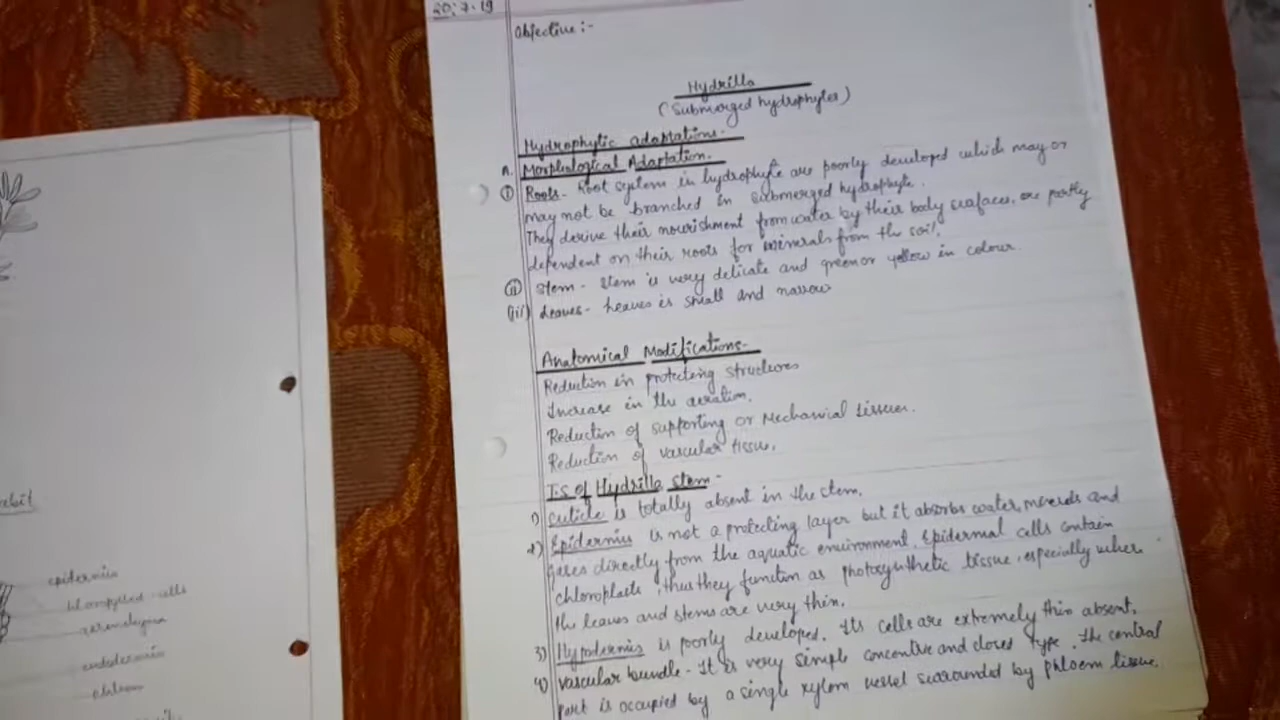 20.7.19
Objective :-
Hydrilla
(Submerged hydrophytes)
Hydrophytic adaptations-
A. Morphological Adaptation.
(i) Roots- Root system in hydrophyte are poorly developed which may or
may not be branched in submerged hydrophyte.
They derive their nourishment from water by their body surfaces, are partly
dependent on their roots for minerals from the soil.
(ii) Stem - Stem is very delicate and green or yellow in colour
(iii) Leaves- Leaves is small and narrow
Anatomical Modifications-
Reduction in protecting structures
Increase in the aeration.
Reduction of supporting or Mechanical tissues.
Reduction of vascular tissue.
T.S of Hydrilla stem-
1) Cuticle is totally absent in the stem.
2) Epidermis is not a protecting layer but it absorbs water, minerals and
gases directly from the aquatic environment. Epidermal cells contain
chloroplasts, thus they function as photosynthetic tissue, especially when
the leaves and stems are very thin.
3) Hypodermis is poorly developed. Its cells are extremely thin absent.
4) Vascular bundle - It is very simple concentric and closed type. The central
part is occupied by a single xylem vessel surrounded by phloem tissue.
epidermis
cells
endodermis